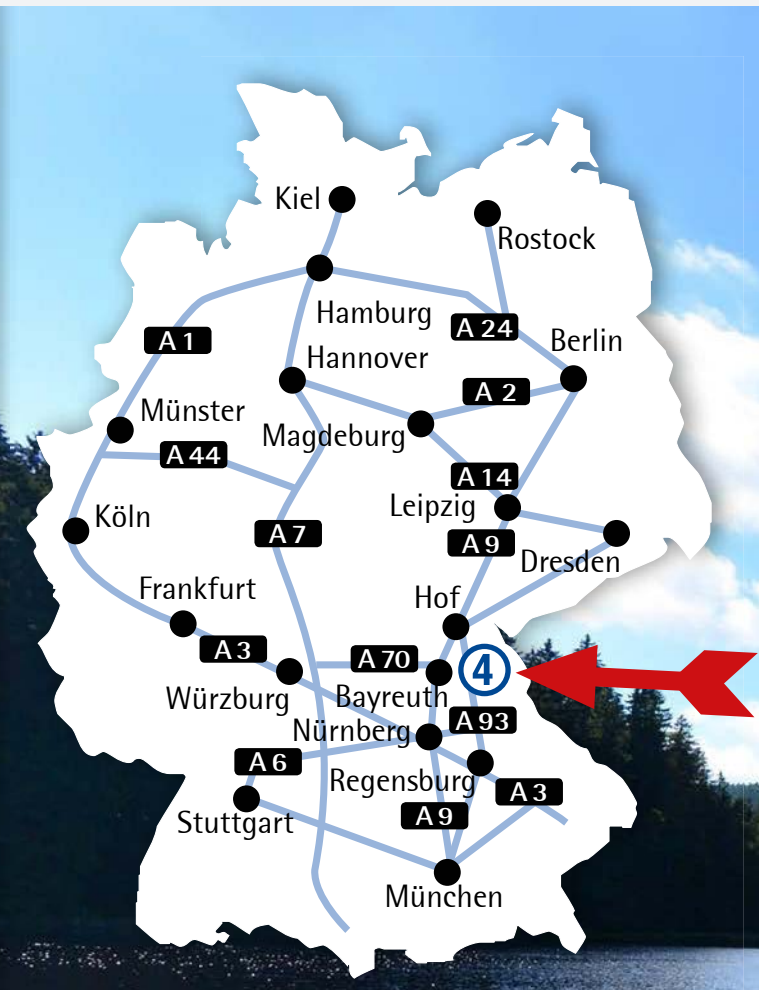 Kiel
Rostock
Hamburg
A 24
A 1
Berlin
Hannover
A 2
Münster
Magdeburg
A 44
A 14
Leipzig
Köln
A 7
A 9
Dresden
Frankfurt
Hof
A 3
A 70
4
Würzburg
Bayreuth
A 93
Nürnberg
A 6
Regensburg
A 3
A 9
Stuttgart
München